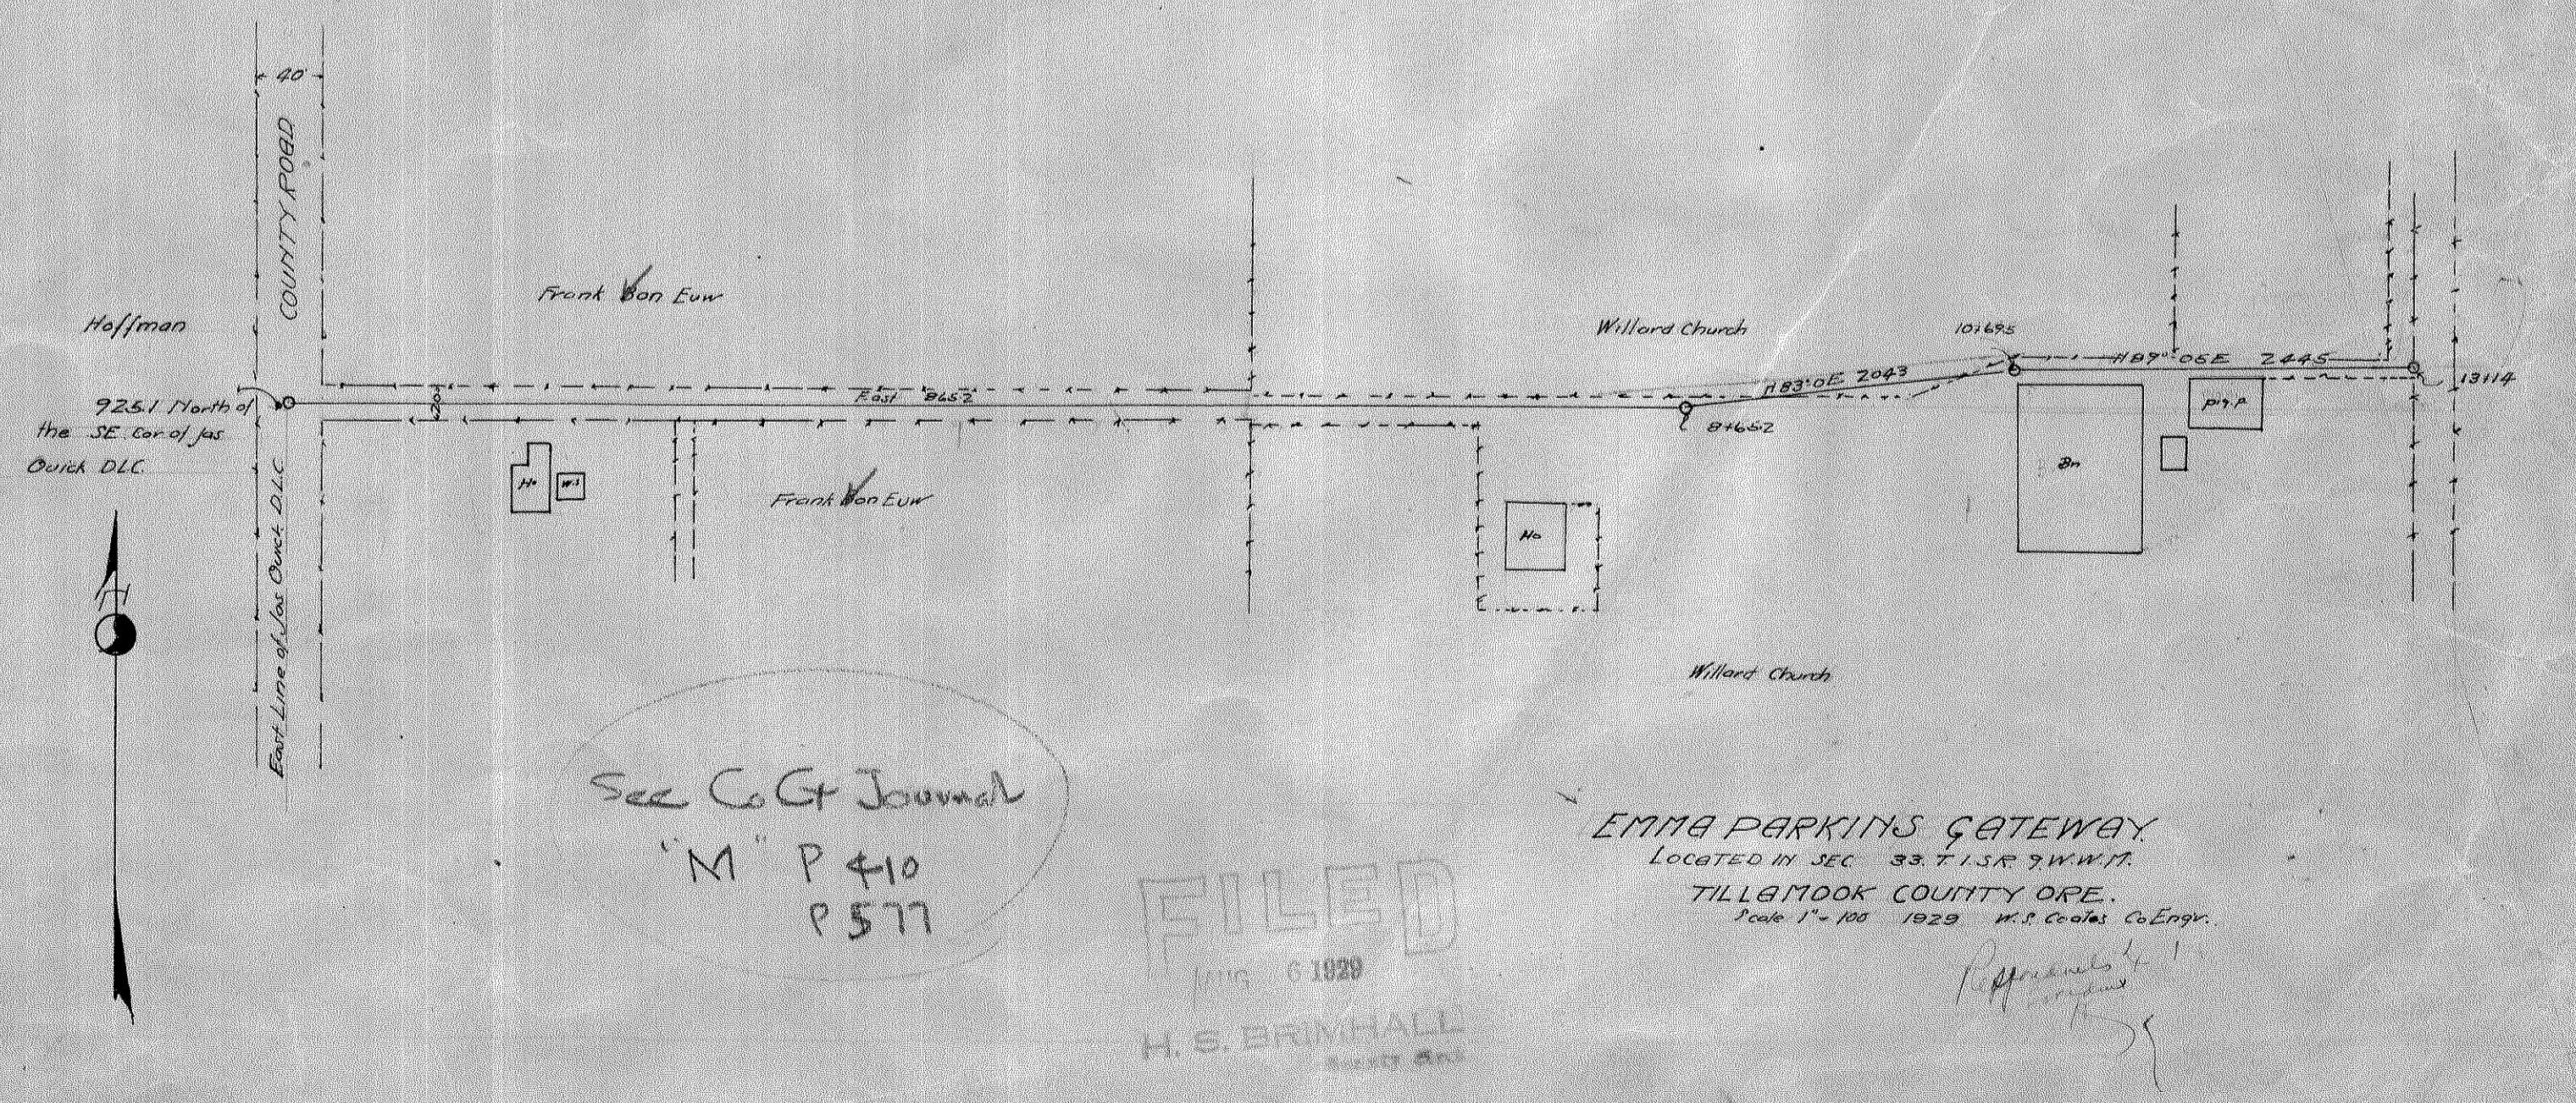 40'
COUNTY ROAD
Hoffman
Frank Von Euw
925.1 North of
the SE. Cor of Jas
Quick DLC.
East Line of Jas Quick D.L.C.
20'
East 865.2
Ho
W.S
Frank Von Euw
Willard Church
10+69.5
N 83°0'E 204.3
8+65.2
N 89°-05'E 244.5
13+14
Bn
Pig.P
Ho
Willard Church
See Co Ct Journal
"M" P 410
P 577
FILED
AUG 6 1929
H. S. BRIMHALL
EMMA PARKINS GATEWAY.
LOCATED IN SEC 33. T 1. S R 9. W. W. M.
TILLAMOOK COUNTY ORE.
Scale 1"= 100 1929 W.S. Coates Co Engr.